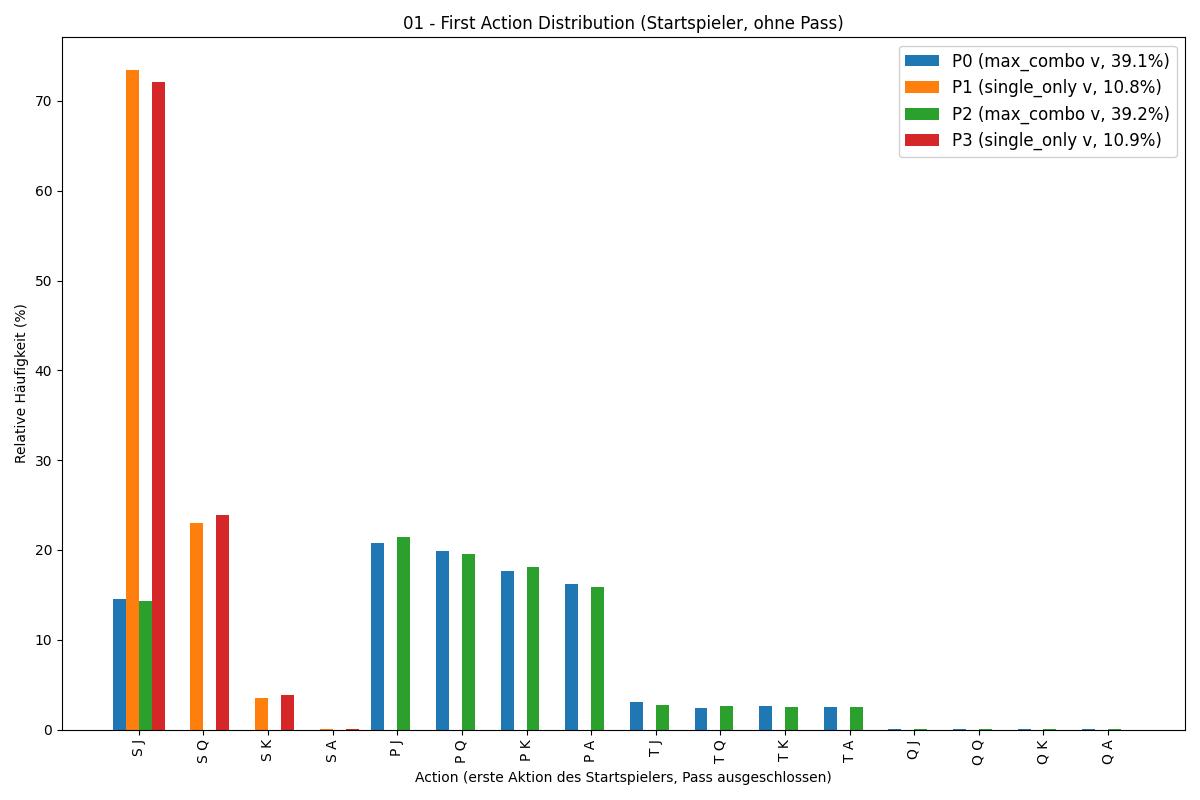 01 - First Action Distribution (Startspieler, ohne Pass)
P0 (max_combo v, 39.1%)
P1 (single_only v, 10.8%)
P2 (max_combo v, 39.2%)
P3 (single_only v, 10.9%)
Relative Häufigkeit (%)
70
60
50
40
30
20
10
0
S J
S Q
S K
S A
P J
P Q
P K
P A
T J
T Q
T K
T A
Q J
Q Q
Q K
Q A
Action (erste Aktion des Startspielers, Pass ausgeschlossen)